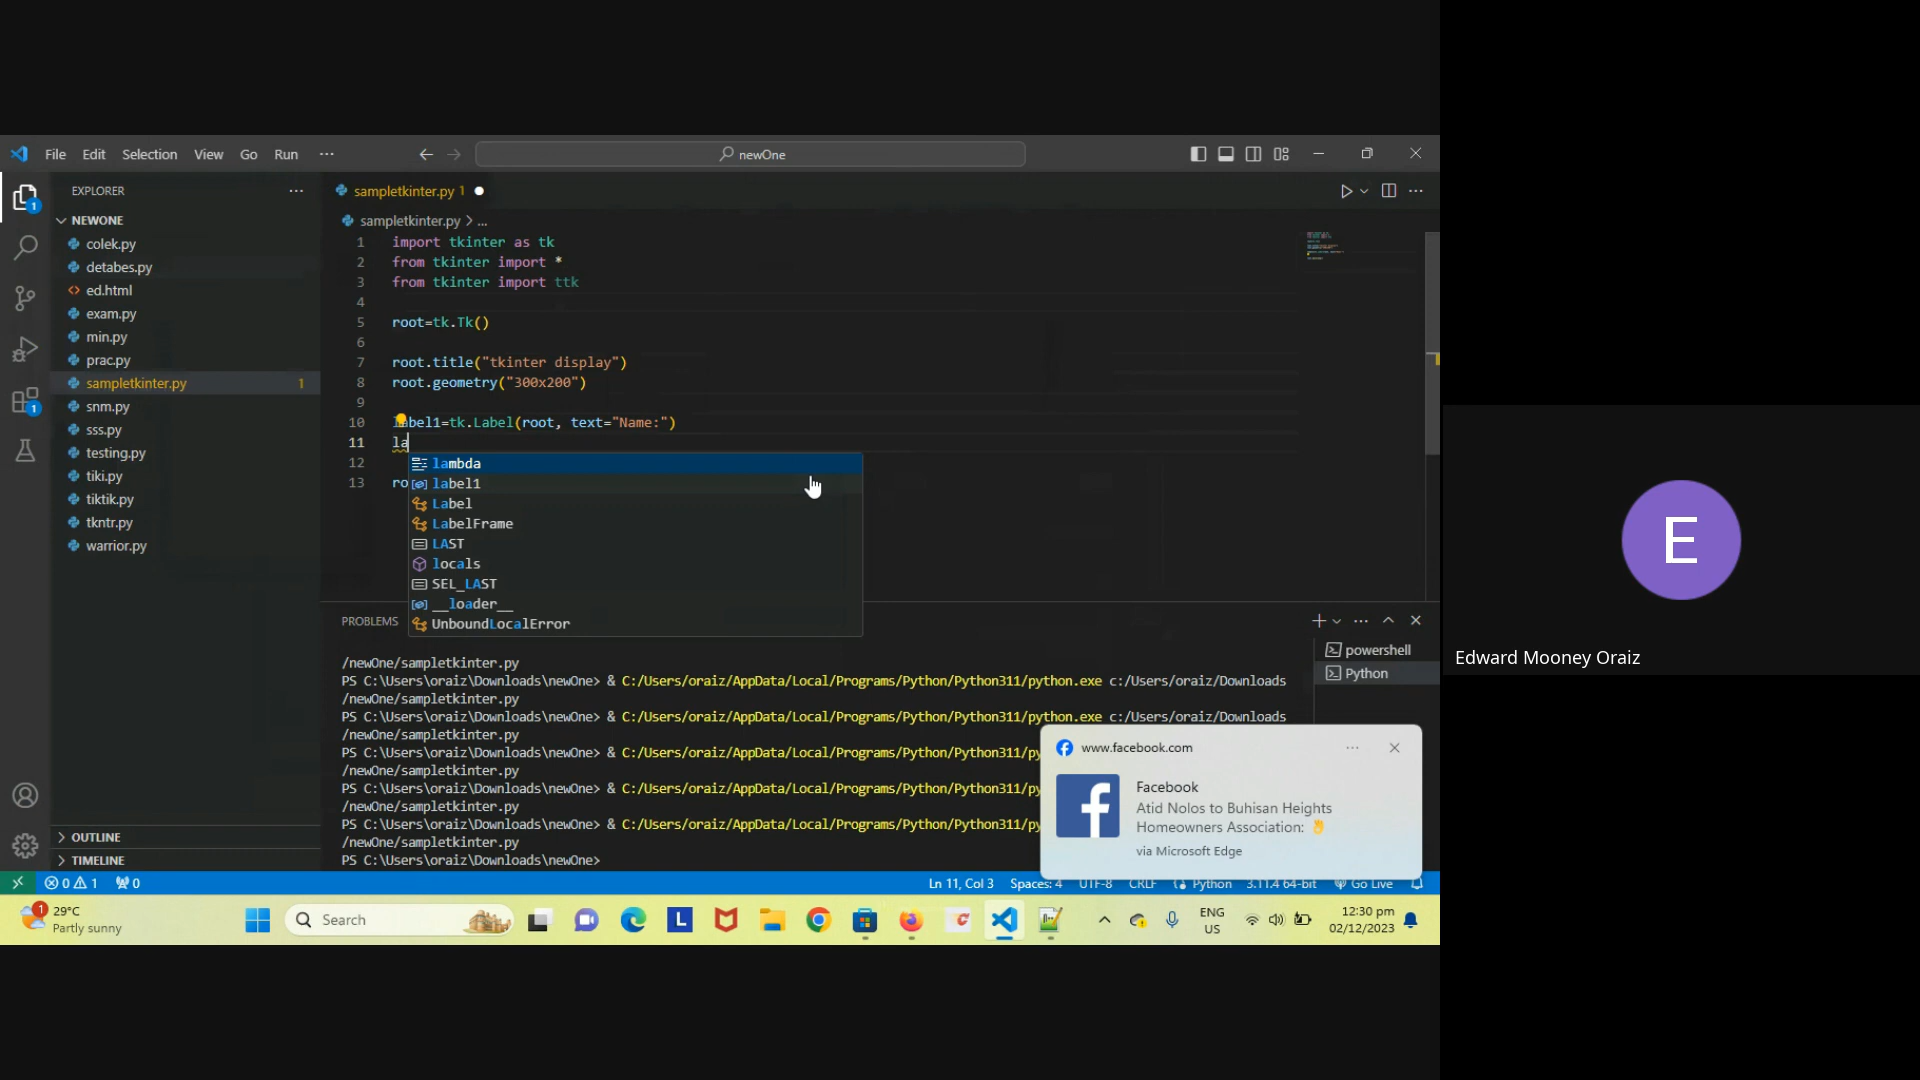 File Edit Selection View Go Run ···
newOne
EXPLORER ···
sampletkinter.py 1
NEWONE
sampletkinter.py > ...
colek.py
detabes.py
ed.html
exam.py
min.py
prac.py
sampletkinter.py 1
snm.py
sss.py
testing.py
tiki.py
tiktik.py
tkntr.py
warrior.py
OUTLINE
TIMELINE
1
1
1 import tkinter as tk
2 from tkinter import *
3 from tkinter import ttk
4
5 root=tk.Tk()
6
7 root.title("tkinter display")
8 root.geometry("300x200")
9
10 label1=tk.Label(root, text="Name:")
11 la
12
13 ro
lambda
label1
Label
LabelFrame
LAST
locals
SEL_LAST
__loader__
UnboundLocalError
PROBLEMS
powershell
Python
/newOne/sampletkinter.py
PS C:\Users\oraiz\Downloads\newOne> & C:/Users/oraiz/AppData/Local/Programs/Python/Python311/python.exe c:/Users/oraiz/Downloads
/newOne/sampletkinter.py
PS C:\Users\oraiz\Downloads\newOne> & C:/Users/oraiz/AppData/Local/Programs/Python/Python311/python.exe c:/Users/oraiz/Downloads
/newOne/sampletkinter.py
PS C:\Users\oraiz\Downloads\newOne> & C:/Users/oraiz/AppData/Local/Programs/Python/Python311/py
/newOne/sampletkinter.py
PS C:\Users\oraiz\Downloads\newOne> & C:/Users/oraiz/AppData/Local/Programs/Python/Python311/py
/newOne/sampletkinter.py
PS C:\Users\oraiz\Downloads\newOne> & C:/Users/oraiz/AppData/Local/Programs/Python/Python311/py
/newOne/sampletkinter.py
PS C:\Users\oraiz\Downloads\newOne>
www.facebook.com ···
Facebook
Atid Nolos to Buhisan Heights
Homeowners Association: 👋
via Microsoft Edge
0 1 0
Ln 11, Col 3 Spaces: 4 UTF-8 CRLF Python 3.11.4 64-bit Go Live
1
29°C
Partly sunny
Search
L
ENG
US
12:30 pm
02/12/2023
E
Edward Mooney Oraiz